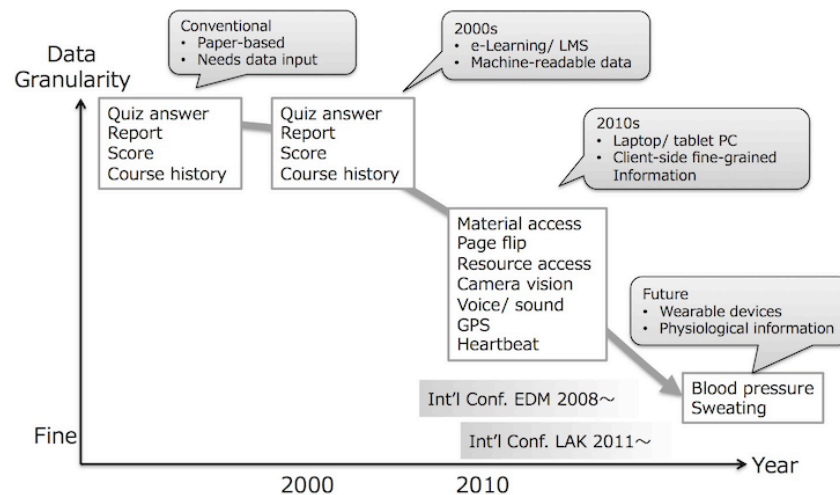 Conventional
• Paper-based
• Needs data input
2000s
• e-Learning/ LMS
• Machine-readable data
Data
Granularity
Quiz answer
Report
Score
Course history
Quiz answer
Report
Score
Course history
2010s
• Laptop/ tablet PC
• Client-side fine-grained
Information
Material access
Page flip
Resource access
Camera vision
Voice/ sound
GPS
Heartbeat
Future
• Wearable devices
• Physiological information
Blood pressure
Sweating
Int'l Conf. EDM 2008～
Int'l Conf. LAK 2011～
Fine
Year
2000
2010